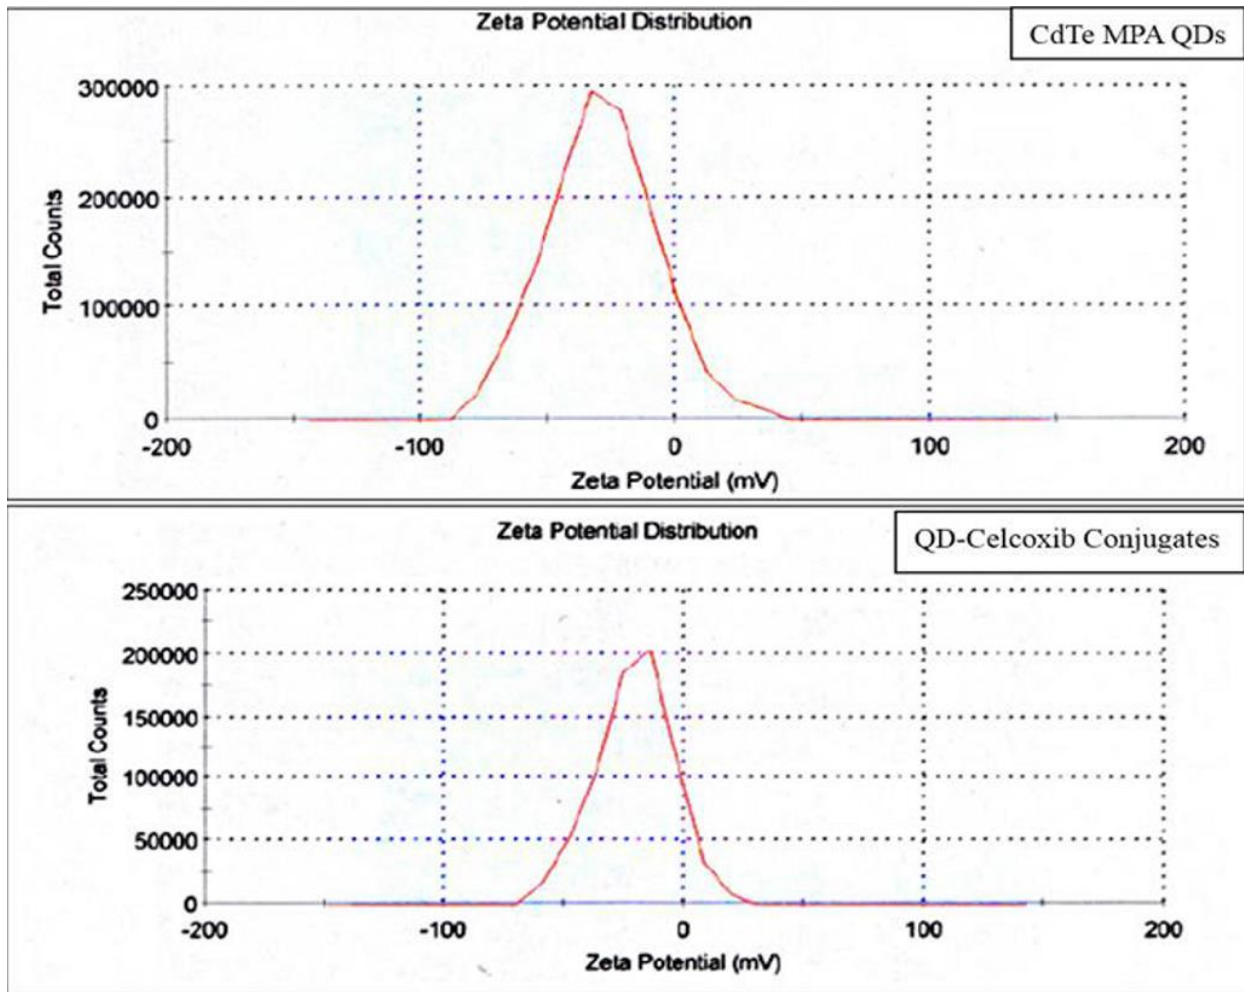 Zeta Potential Distribution
CdTe MPA QDs
300000
200000
100000
0
Total Counts
-200 -100 0 100 200
Zeta Potential (mV)
Zeta Potential Distribution
QD-Celcoxib Conjugates
250000
200000
150000
100000
50000
0
Total Counts
-200 -100 0 100 200
Zeta Potential (mV)